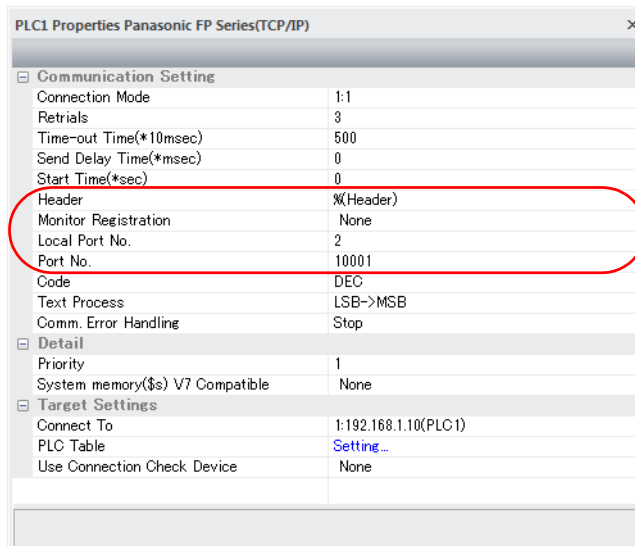 PLC1 Properties Panasonic FP Series(TCP/IP) ×
Communication Setting
Connection Mode 1:1
Retrials 3
Time-out Time(*10msec) 500
Send Delay Time(*msec) 0
Start Time(*sec) 0
Header %(Header)
Monitor Registration None
Local Port No. 2
Port No. 10001
Code DEC
Text Process LSB->MSB
Comm. Error Handling Stop
Detail
Priority 1
System memory($s) V7 Compatible None
Target Settings
Connect To 1:192.168.1.10(PLC1)
PLC Table Setting...
Use Connection Check Device None